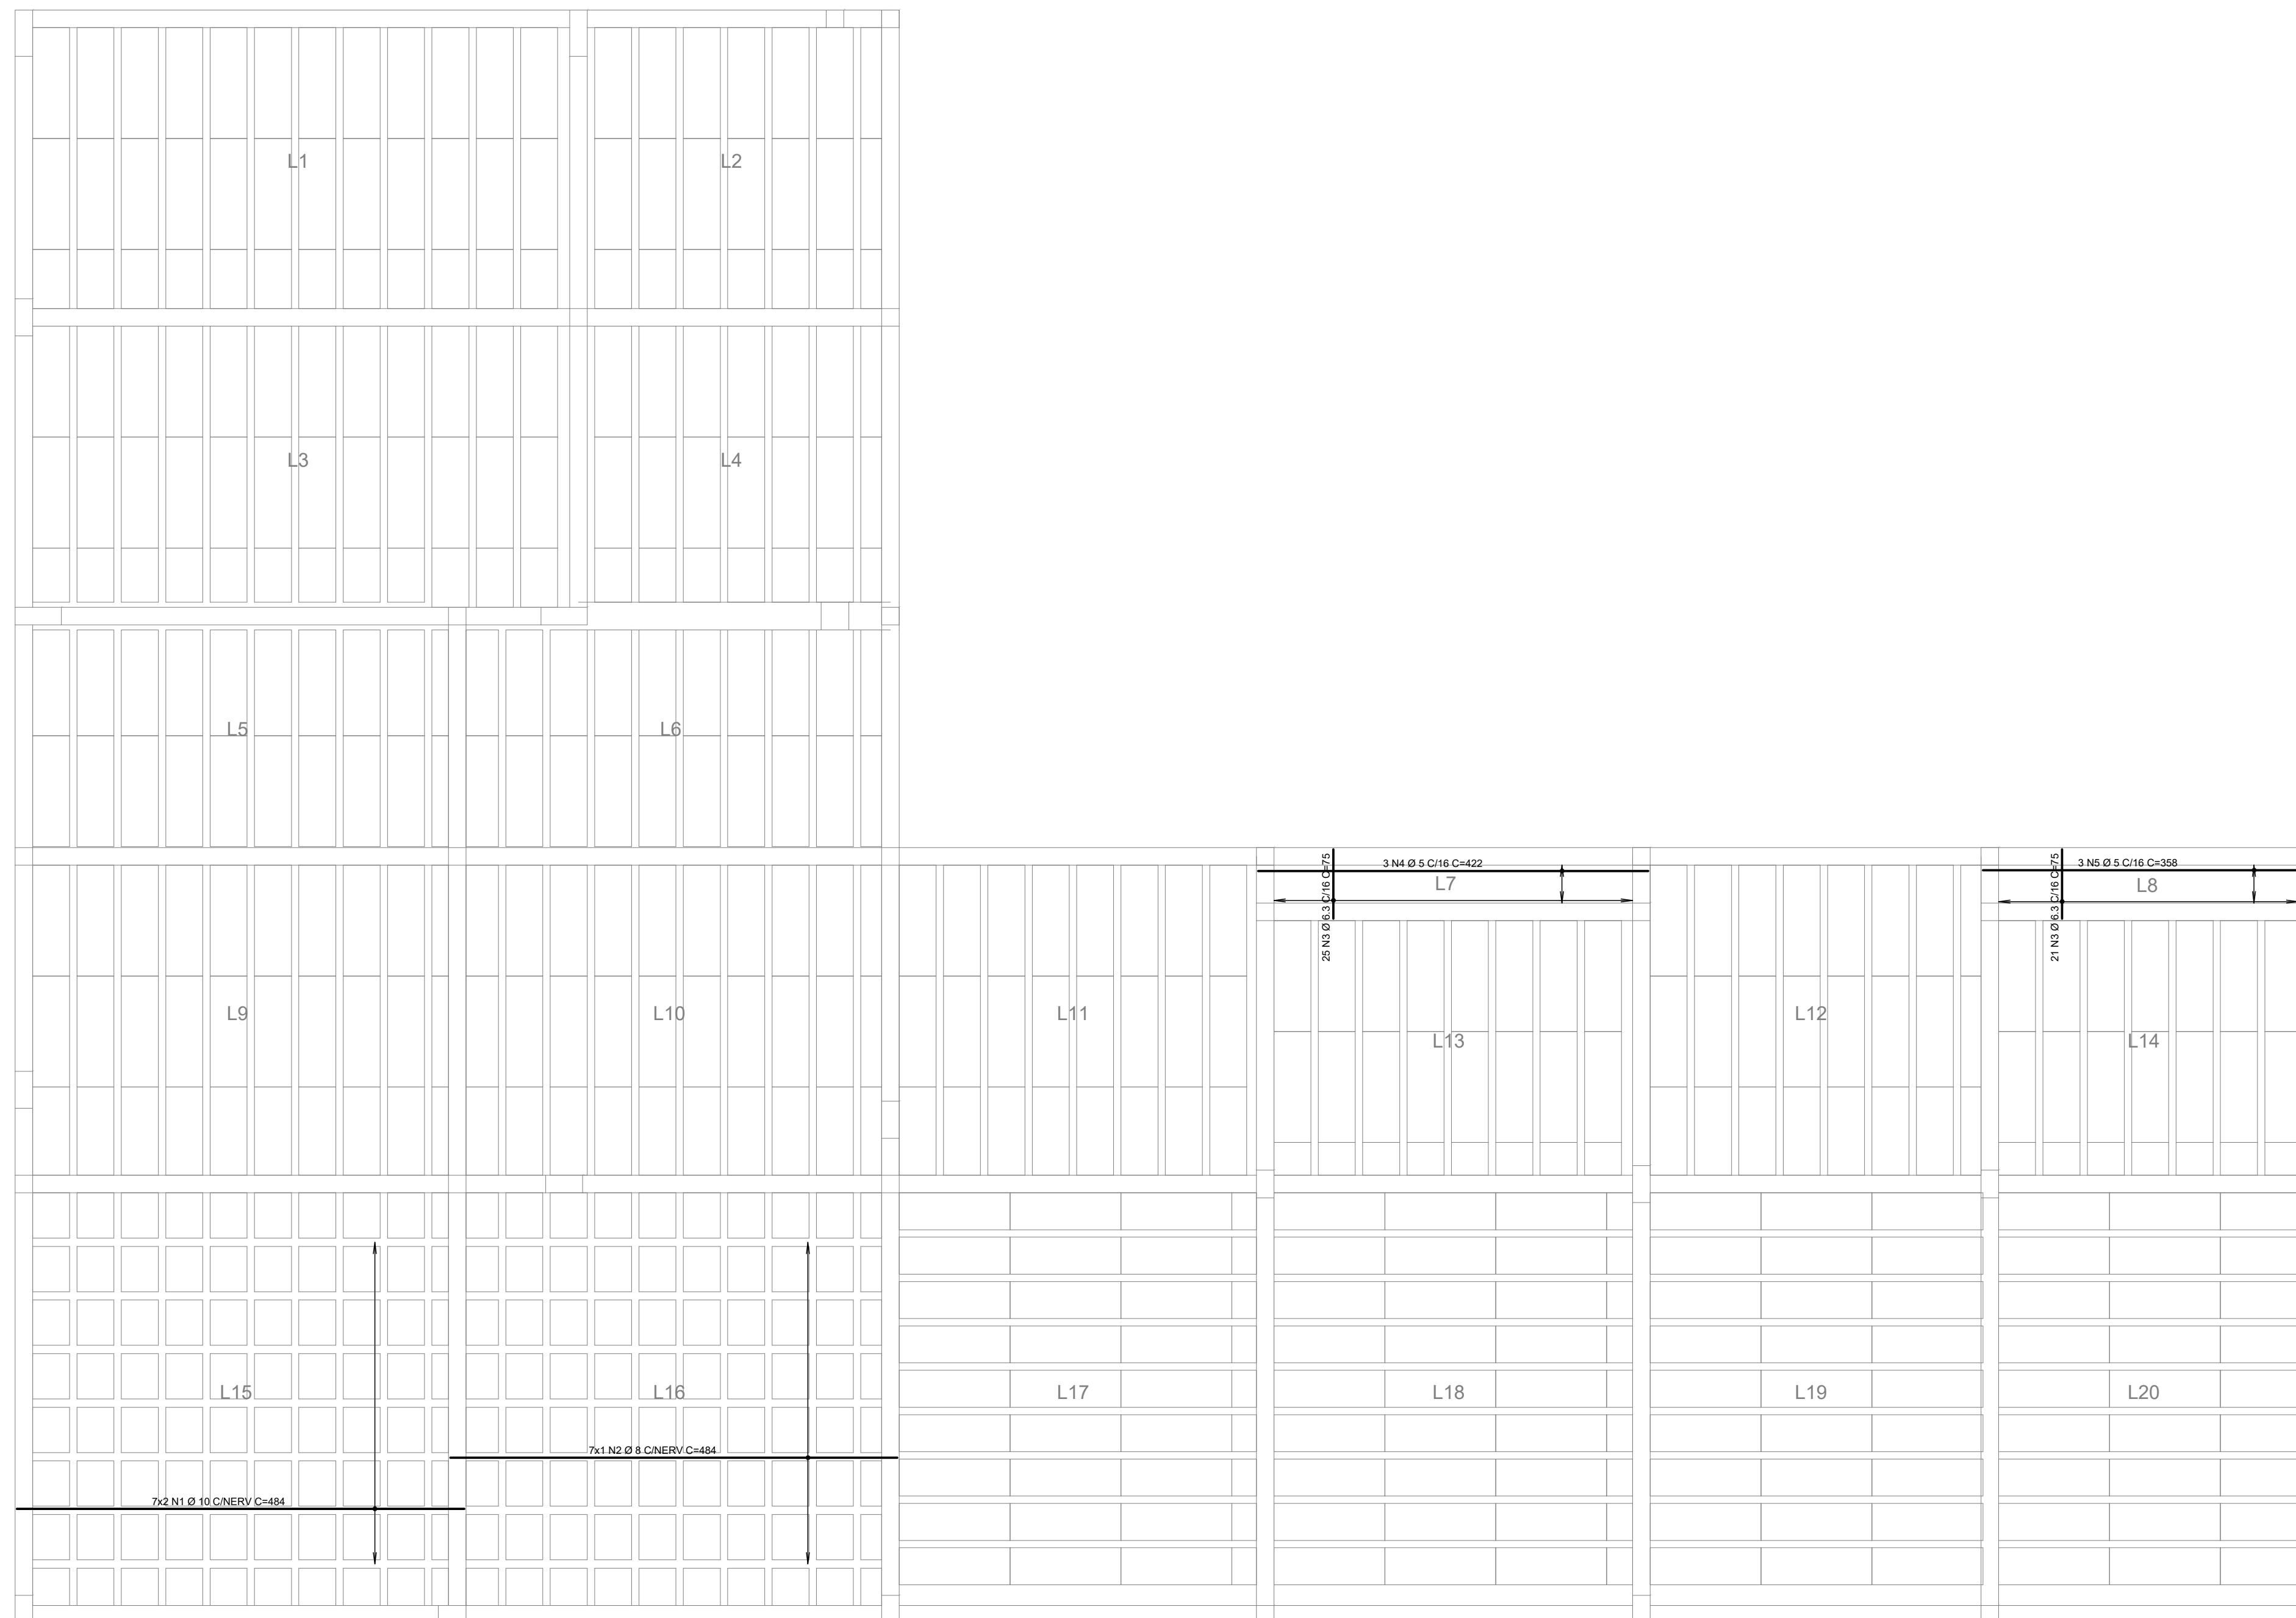 L1
L2
L3
L4
L5
L6
25 N3 Ø 6.3 C/16 C=75
3 N4 Ø 5 C/16 C=422
L7
21 N3 Ø 6.3 C/16 C=75
3 N5 Ø 5 C/16 C=358
L8
L9
L10
L11
L12
L13
L14
L15
L16
L17
L18
L19
L20
7x1 N2 Ø 8 C/NERV C=484
7x2 N1 Ø 10 C/NERV C=484